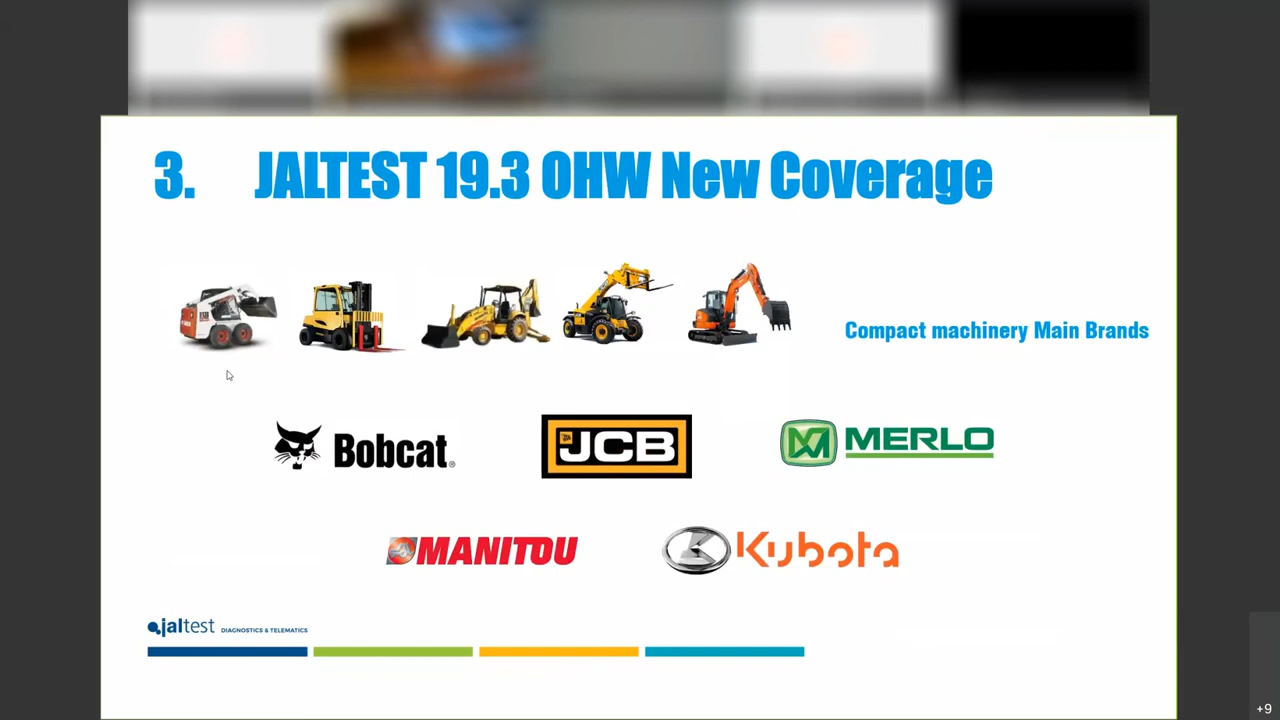 3. JALTEST 19.3 OHW New Coverage
Compact machinery Main Brands
Bobcat®
JCB
MERLO
MANITOU
Kubota
jaltest DIAGNOSTICS & TELEMATICS
+9